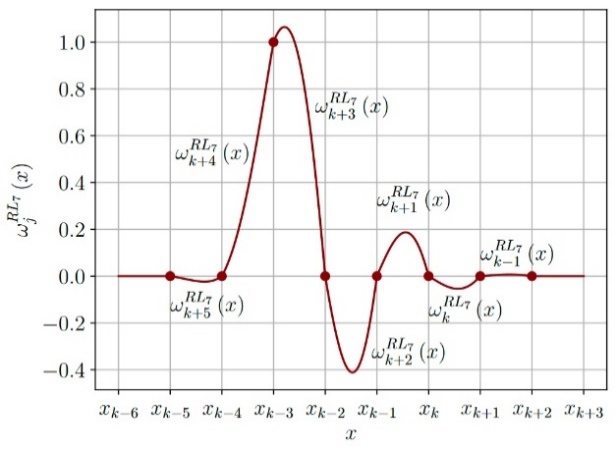 1.0
0.8
0.6
0.4
0.2
0.0
−0.2
−0.4
ω_j^{RL_7}(x)
ω_{k+3}^{RL_7}(x)
ω_{k+4}^{RL_7}(x)
ω_{k+1}^{RL_7}(x)
ω_{k−1}^{RL_7}(x)
ω_{k+5}^{RL_7}(x)
ω_k^{RL_7}(x)
ω_{k+2}^{RL_7}(x)
x_{k−6} x_{k−5} x_{k−4} x_{k−3} x_{k−2} x_{k−1} x_k x_{k+1} x_{k+2} x_{k+3}
x